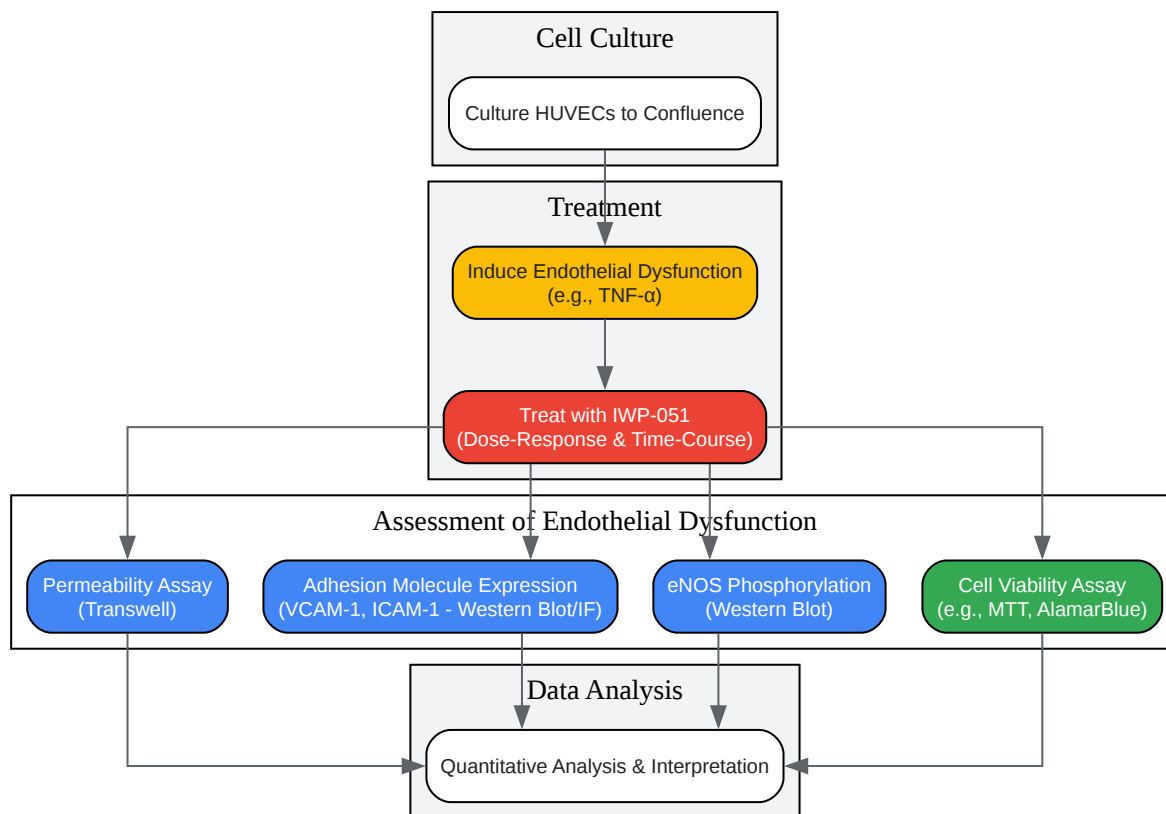 Cell Culture
Culture HUVECs to Confluence
Treatment
Induce Endothelial Dysfunction
(e.g., TNF-α)
Treat with IWP-051
(Dose-Response & Time-Course)
Assessment of Endothelial Dysfunction
Permeability Assay
(Transwell)
Adhesion Molecule Expression
(VCAM-1, ICAM-1 - Western Blot/IF)
eNOS Phosphorylation
(Western Blot)
Cell Viability Assay
(e.g., MTT, AlamarBlue)
Data Analysis
Quantitative Analysis & Interpretation